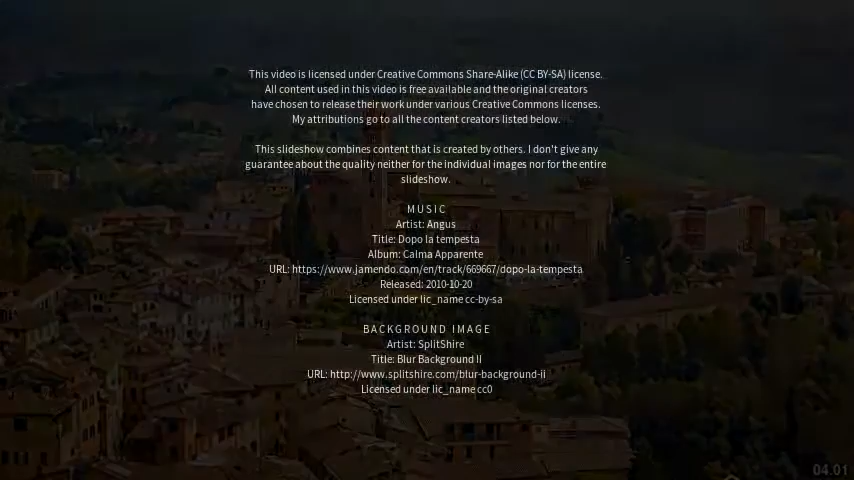 This video is licensed under Creative Commons Share-Alike (CC BY-SA) license.
All content used in this video is free available and the original creators
have chosen to release their work under various Creative Commons licenses.
My attributions go to all the content creators listed below.
This slideshow combines content that is created by others. I don't give any
guarantee about the quality neither for the individual images nor for the entire
slideshow.
MUSIC
Artist: Angus
Title: Dopo la tempesta
Album: Calma Apparente
URL: https://www.jamendo.com/en/track/669667/dopo-la-tempesta
Released: 2010-10-20
Licensed under lic_name cc-by-sa
BACKGROUND IMAGE
Artist: SplitShire
Title: Blur Background II
URL: http://www.splitshire.com/blur-background-ii
Licensed under lic_name cc0
04.01